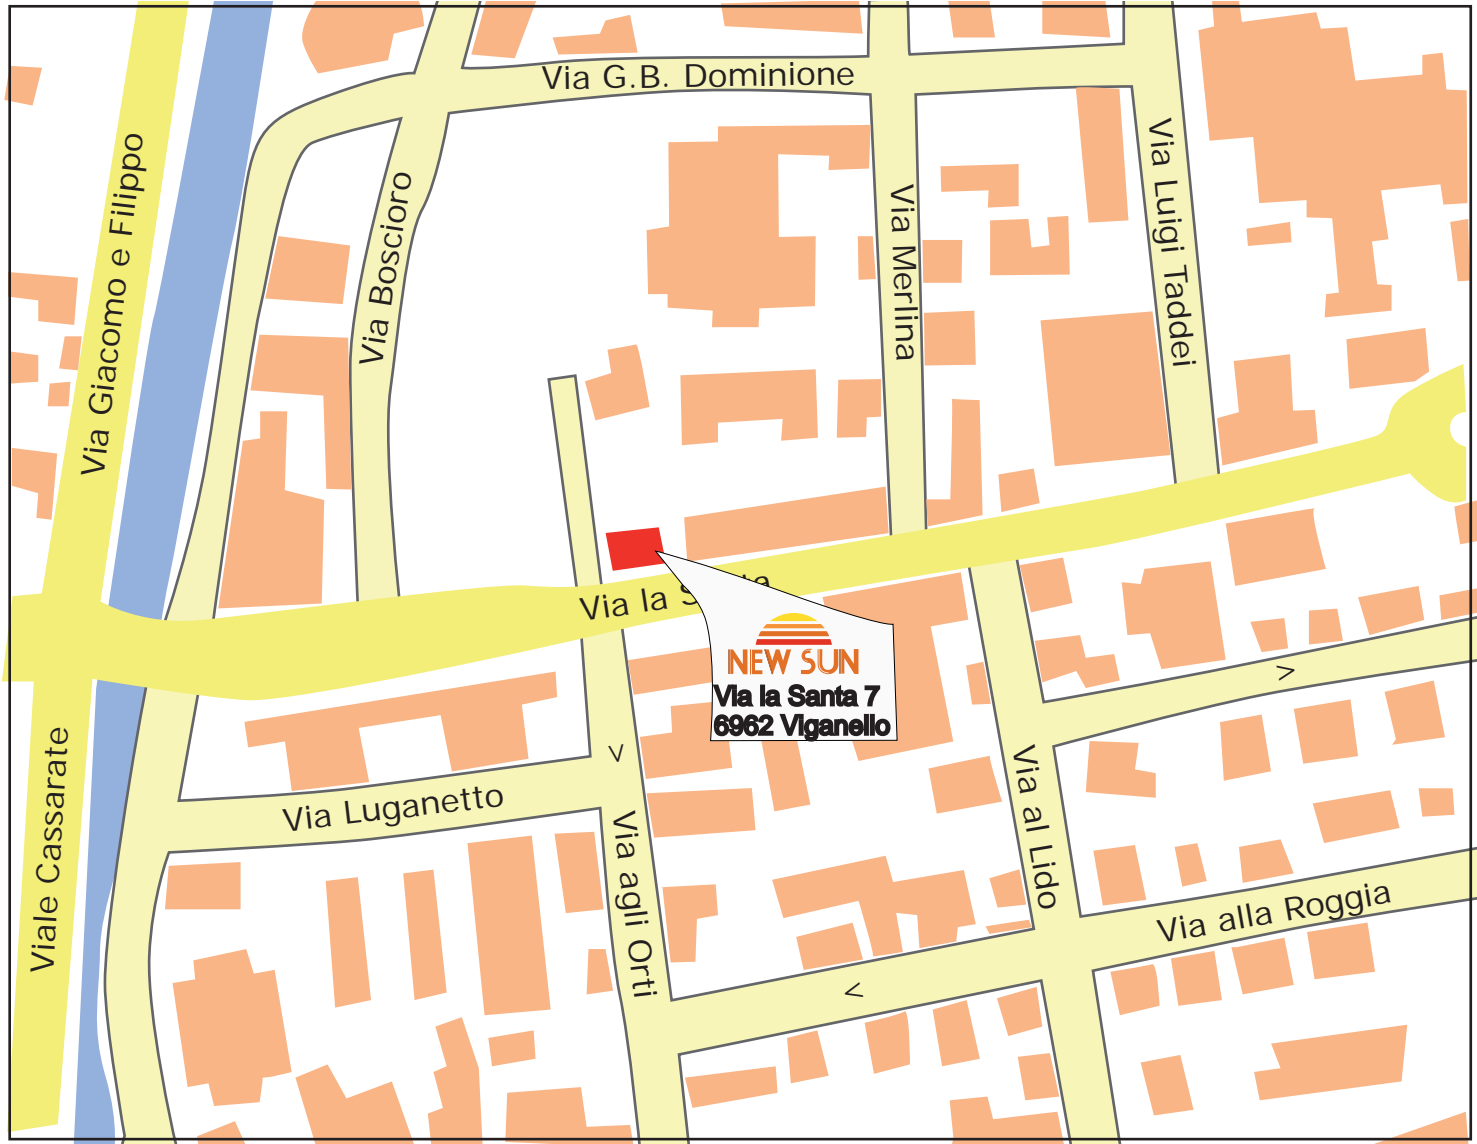 Via G.B. Dominione
Via Giacomo e Filippo
Via Boscioro
Via Merlina
Via Luigi Taddei
Via la S
ta
NEW SUN
Via la Santa 7
6962 Viganello
>
>
Via Luganetto
Viale Cassarate
Via agli Orti
Via al Lido
Via alla Roggia
<